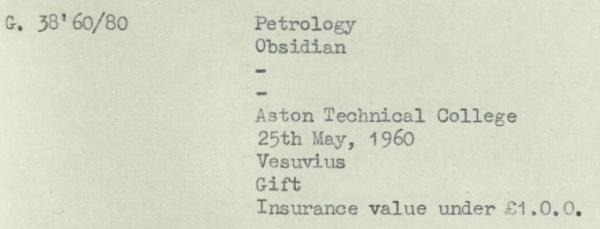 G. 38'60/80 Petrology
Obsidian
-
-
Aston Technical College
25th May, 1960
Vesuvius
Gift
Insurance value under £1.0.0.